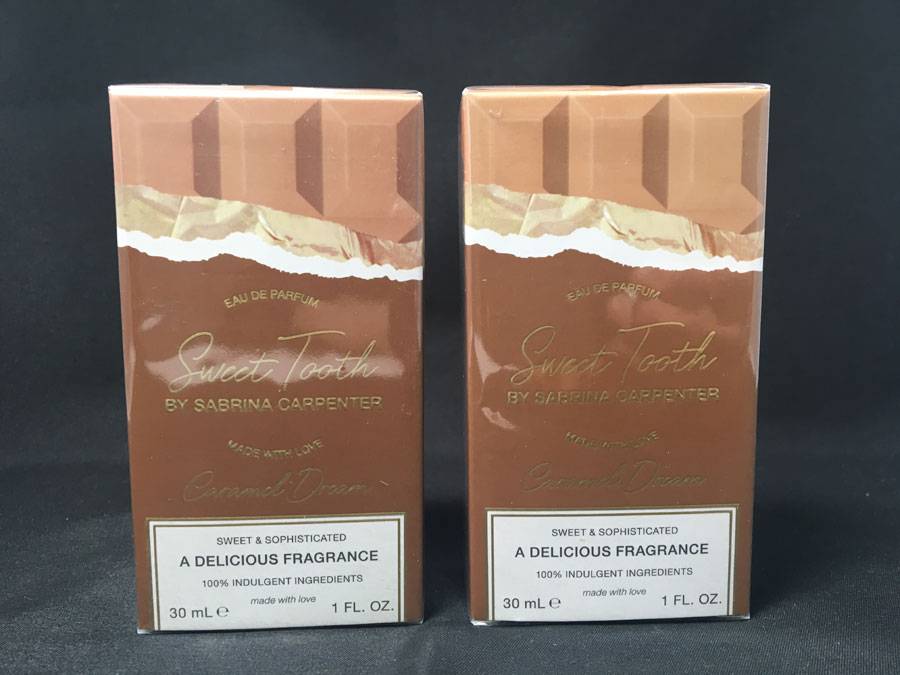 EAU DE PARFUM
Sweet Tooth
BY SABRINA CARPENTER
MADE WITH LOVE
Caramel Dream
SWEET & SOPHISTICATED
A DELICIOUS FRAGRANCE
100% INDULGENT INGREDIENTS
made with love
30 mL ℮ 1 FL. OZ.
EAU DE PARFUM
Sweet Tooth
BY SABRINA CARPENTER
MADE WITH LOVE
Caramel Dream
SWEET & SOPHISTICATED
A DELICIOUS FRAGRANCE
100% INDULGENT INGREDIENTS
made with love
30 mL ℮ 1 FL. OZ.